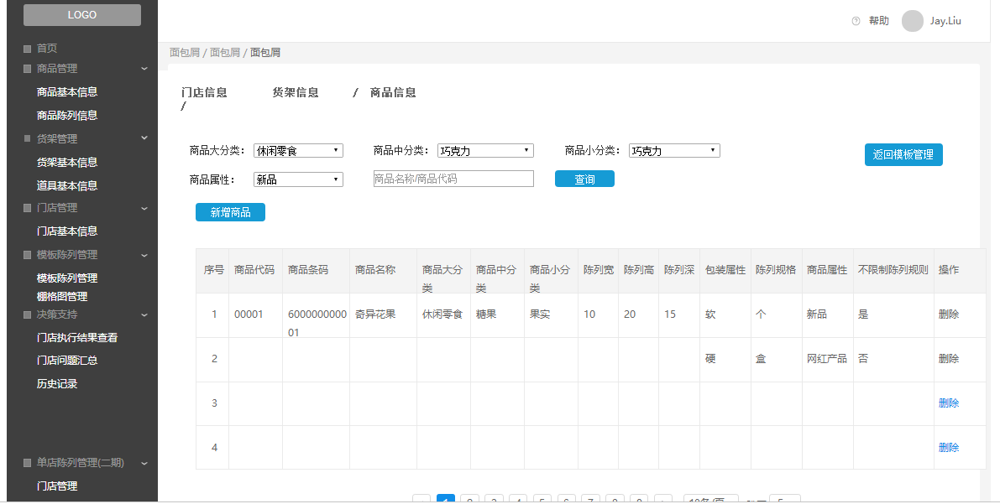 LOGO
首页
商品管理
商品基本信息
商品陈列信息
货架管理
货架基本信息
道具基本信息
门店管理
门店基本信息
模板陈列管理
模板陈列管理
棚格图管理
决策支持
门店执行结果查看
门店问题汇总
历史记录
单店陈列管理(二期)
门店管理
帮助 Jay.Liu
面包屑 / 面包屑 / 面包屑
门店信息 货架信息 / 商品信息
/
商品大分类： 休闲零食 商品中分类： 巧克力 商品小分类： 巧克力
返回模板管理
商品属性： 新品 商品名称/商品代码 查询
新增商品
序号 商品代码 商品条码 商品名称 商品大分类 商品中分类 商品小分类 陈列宽 陈列高 陈列深 包装属性 陈列规格 商品属性 不限制陈列规则 操作
1 00001 600000000001 奇异花果 休闲零食 糖果 果实 10 20 15 软 个 新品 是 删除
2 硬 盒 网红产品 否 删除
3 删除
4 删除
1 2 3 4 5 6 7 8 9 10条/页 5